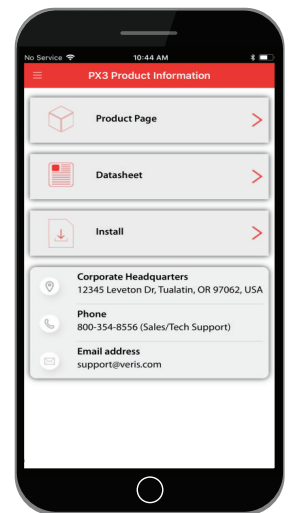 No Service 10:44 AM
PX3 Product Information
Product Page
Datasheet
Install
Corporate Headquarters
12345 Leveton Dr, Tualatin, OR 97062, USA
Phone
800-354-8556 (Sales/Tech Support)
Email address
support@veris.com